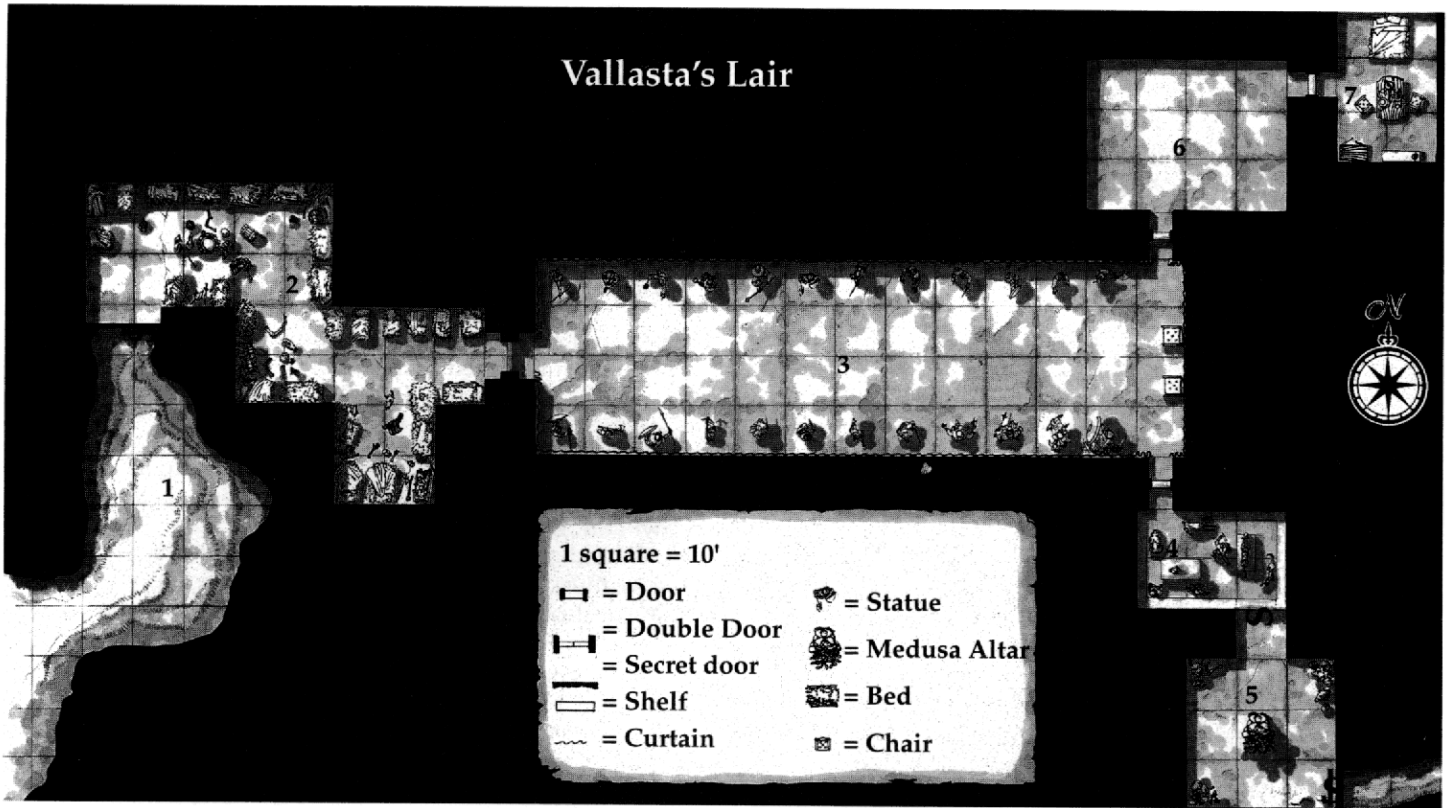 Vallasta's Lair
7
6
2
3
N
1
4
S
5
1 square = 10'
= Door
= Double Door
= Secret door
= Shelf
= Curtain
= Statue
= Medusa Altar
= Bed
= Chair